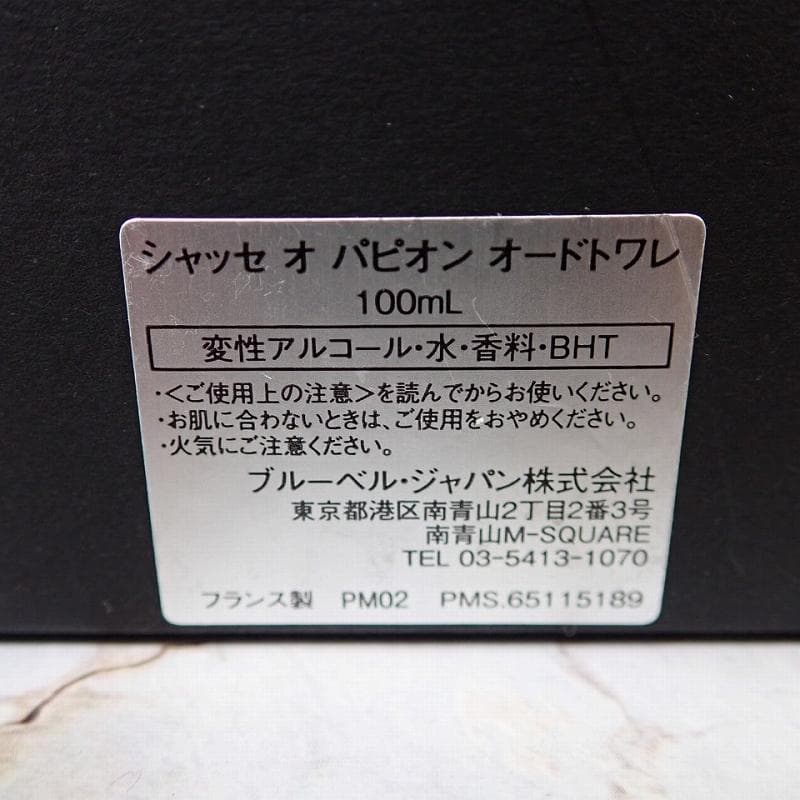 シャッセ オ パピオン オードトワレ
100mL
変性アルコール・水・香料・BHT
・<ご使用上の注意>を読んでからお使いください。
・お肌に合わないときは、ご使用をおやめください。
・火気にご注意ください。
ブルーベル・ジャパン株式会社
東京都港区南青山2丁目2番3号
南青山M-SQUARE
TEL 03-5413-1070
フランス製 PM02 PMS.65115189